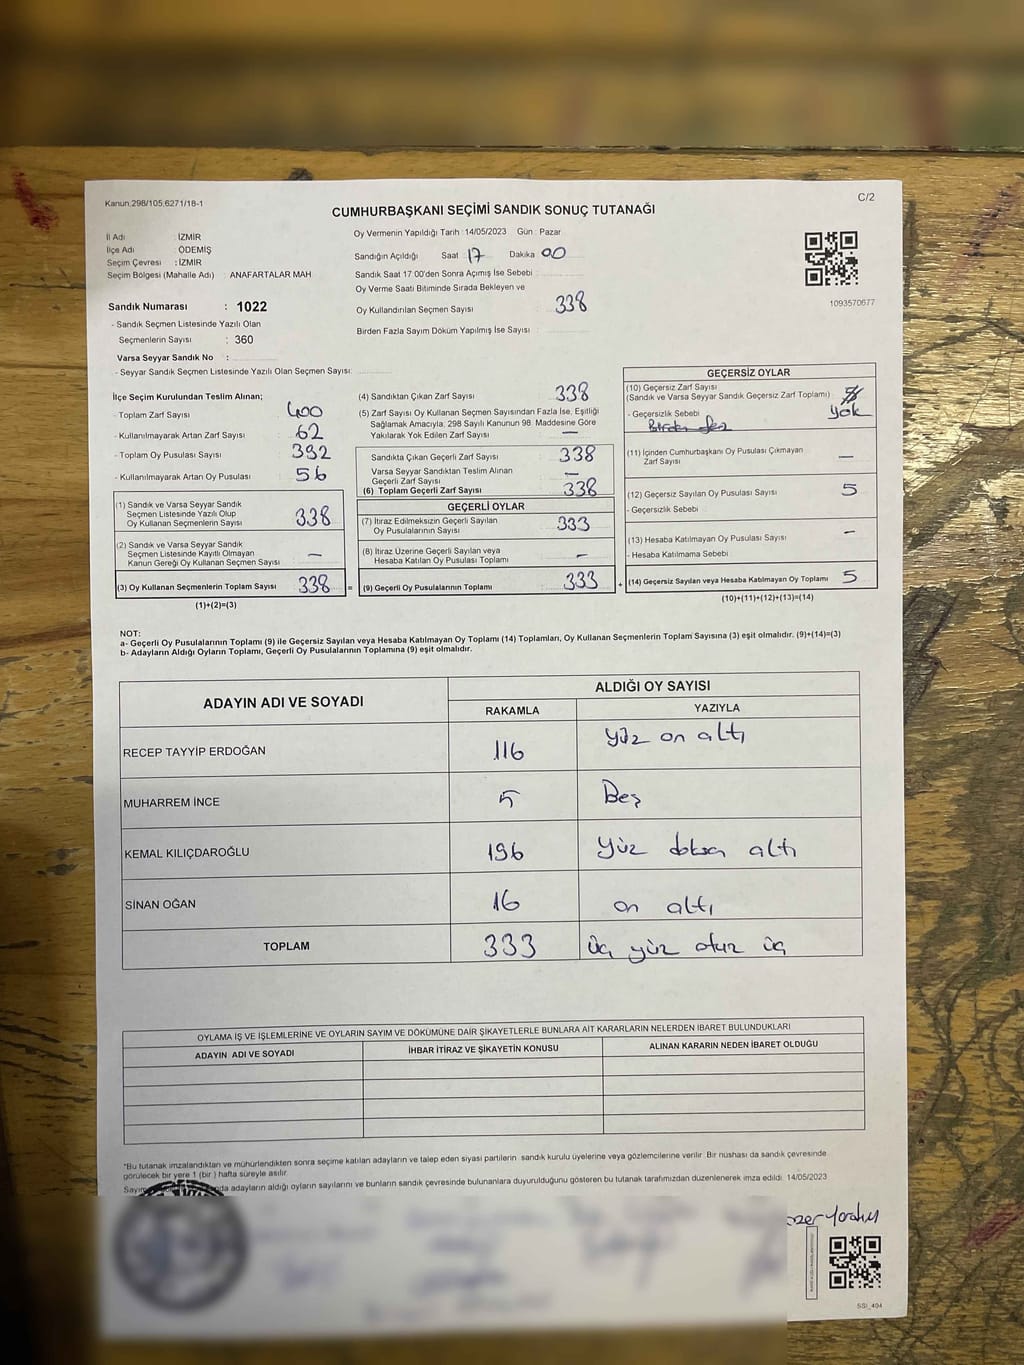 Kanun.298/105,6271/18-1
C/2
CUMHURBAŞKANI SEÇİMİ SANDIK SONUÇ TUTANAĞI
İl Adı : İZMİR
İlçe Adı : ÖDEMİŞ
Seçim Çevresi : İZMİR
Seçim Bölgesi (Mahalle Adı) : ANAFARTALAR MAH
Sandık Numarası : 1022
- Sandık Seçmen Listesinde Yazılı Olan
Seçmenlerin Sayısı : 360
Varsa Seyyar Sandık No :
- Seyyar Sandık Seçmen Listesinde Yazılı Olan Seçmen Sayısı:
Oy Vermenin Yapıldığı Tarih :14/05/2023 Gün : Pazar
Sandığın Açıldığı Saat : 17 Dakika 00
Sandık Saat 17:00'den Sonra Açılmış İse Sebebi
Oy Verme Saati Bitiminde Sırada Bekleyen ve
Oy Kullandırılan Seçmen Sayısı : 338
Birden Fazla Sayım Döküm Yapılmış İse Sayısı :
1093570677
İlçe Seçim Kurulundan Teslim Alınan;
- Toplam Zarf Sayısı : 400
- Kullanılmayarak Artan Zarf Sayısı : 62
- Toplam Oy Pusulası Sayısı : 392
- Kullanılmayarak Artan Oy Pusulası : 56
(1) Sandık ve Varsa Seyyar Sandık
Seçmen Listesinde Yazılı Olup
Oy Kullanan Seçmenlerin Sayısı : 338
(2) Sandık ve Varsa Seyyar Sandık
Seçmen Listesinde Kayıtlı Olmayan
Kanun Gereği Oy Kullanan Seçmen Sayısı : —
(3) Oy Kullanan Seçmenlerin Toplam Sayısı : 338
(1)+(2)=(3)
(4) Sandıktan Çıkan Zarf Sayısı : 338
(5) Zarf Sayısı Oy Kullanan Seçmen Sayısından Fazla İse, Eşitliği
Sağlamak Amacıyla; 298 Sayılı Kanunun 98. Maddesine Göre
Yakılarak Yok Edilen Zarf Sayısı : —
Sandıkta Çıkan Geçerli Zarf Sayısı : 338
Varsa Seyyar Sandıktan Teslim Alınan
Geçerli Zarf Sayısı : —
(6) Toplam Geçerli Zarf Sayısı : 338
GEÇERLİ OYLAR
(7) İtiraz Edilmeksizin Geçerli Sayılan
Oy Pusulalarının Sayısı : 333
(8) İtiraz Üzerine Geçerli Sayılan veya
Hesaba Katılan Oy Pusulası Toplamı : —
= (9) Geçerli Oy Pusulalarının Toplamı : 333
GEÇERSİZ OYLAR
(10) Geçersiz Zarf Sayısı
(Sandık ve Varsa Seyyar Sandık Geçersiz Zarf Toplamı) :
- Geçersizlik Sebebi : yok
(11) İçinden Cumhurbaşkanı Oy Pusulası Çıkmayan
Zarf Sayısı : —
(12) Geçersiz Sayılan Oy Pusulası Sayısı : 5
- Geçersizlik Sebebi :
(13) Hesaba Katılmayan Oy Pusulası Sayısı : —
- Hesaba Katılmama Sebebi :
+ (14) Geçersiz Sayılan veya Hesaba Katılmayan Oy Toplamı : 5
(10)+(11)+(12)+(13)=(14)
NOT:
a- Geçerli Oy Pusulalarının Toplamı (9) ile Geçersiz Sayılan veya Hesaba Katılmayan Oy Toplamı (14) Toplamları, Oy Kullanan Seçmenlerin Toplam Sayısına (3) eşit olmalıdır. (9)+(14)=(3)
b- Adayların Aldığı Oyların Toplamı, Geçerli Oy Pusulalarının Toplamına (9) eşit olmalıdır.
ADAYIN ADI VE SOYADI ALDIĞI OY SAYISI
RAKAMLA YAZIYLA
RECEP TAYYİP ERDOĞAN 116 yüz on altı
MUHARREM İNCE 5 Beş
KEMAL KILIÇDAROĞLU 196 yüz doksan altı
SİNAN OĞAN 16 on altı
TOPLAM 333 üç yüz otuz üç
OYLAMA İŞ VE İŞLEMLERİNE VE OYLARIN SAYIM VE DÖKÜMÜNE DAİR ŞİKAYETLERLE BUNLARA AİT KARARLARIN NELERDEN İBARET BULUNDUKLARI
ADAYIN ADI VE SOYADI İHBAR İTİRAZ VE ŞİKAYETİN KONUSU ALINAN KARARIN NEDEN İBARET OLDUĞU
*Bu tutanak imzalandıktan ve mühürlendikten sonra seçime katılan adayların ve talep eden siyasi partilerin sandık kurulu üyelerine veya gözlemcilerine verilir. Bir nüshası da sandık çevresinde
görülecek bir yere 1 (bir ) hafta süreyle asılır.
Sayım adayların aldığı oyların sayılarını ve bunların sandık çevresinde bulunanlara duyurulduğunu gösteren bu tutanak tarafımızdan düzenlenerek imza edildi. 14/05/2023
SSI_404